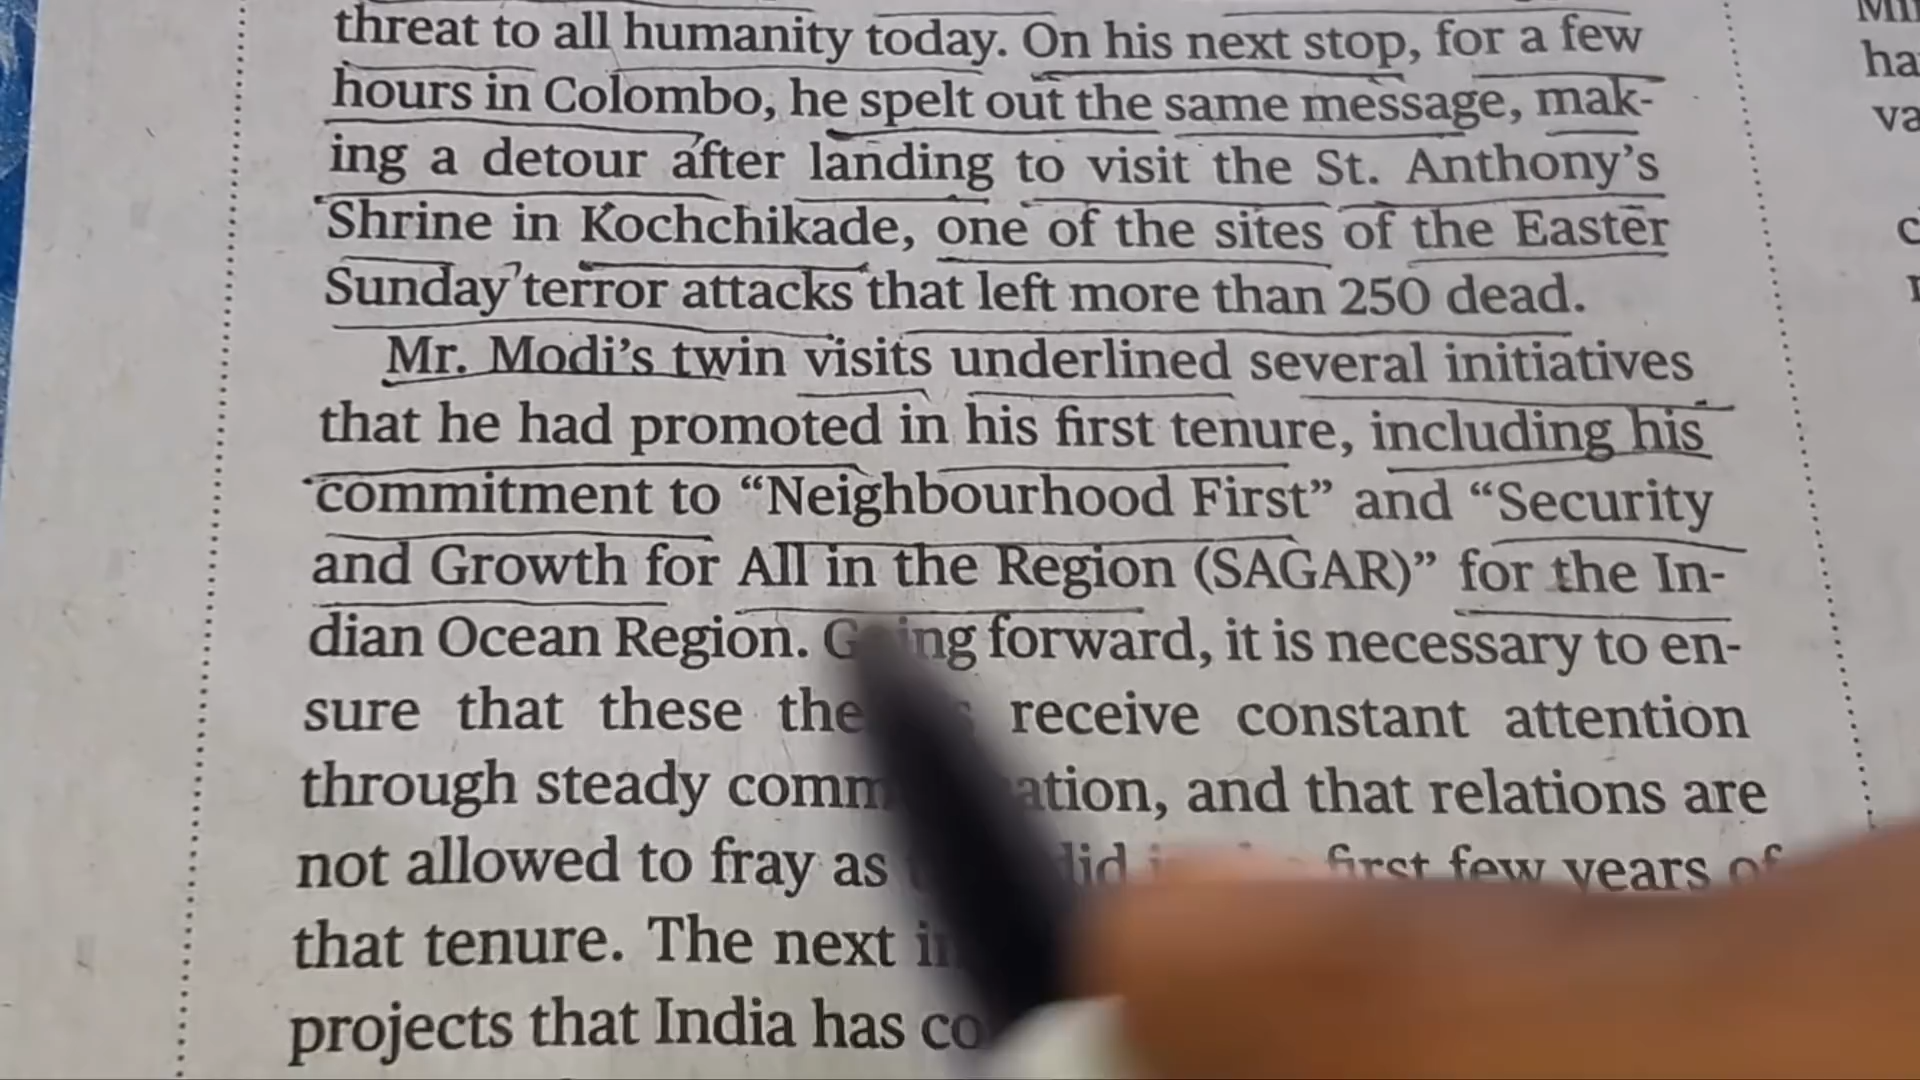 threat to all humanity today. On his next stop, for a few
hours in Colombo, he spelt out the same message, mak-
ing a detour after landing to visit the St. Anthony’s
Shrine in Kochchikade, one of the sites of the Easter
Sunday terror attacks that left more than 250 dead.
Mr. Modi’s twin visits underlined several initiatives
that he had promoted in his first tenure, including his
commitment to “Neighbourhood First” and “Security
and Growth for All in the Region (SAGAR)” for the In-
dian Ocean Region. Going forward, it is necessary to en-
sure that these receive constant attention
through steady and that relations are
not allowed to fray as first few years of
that tenure. The next
projects that India has
ha
va